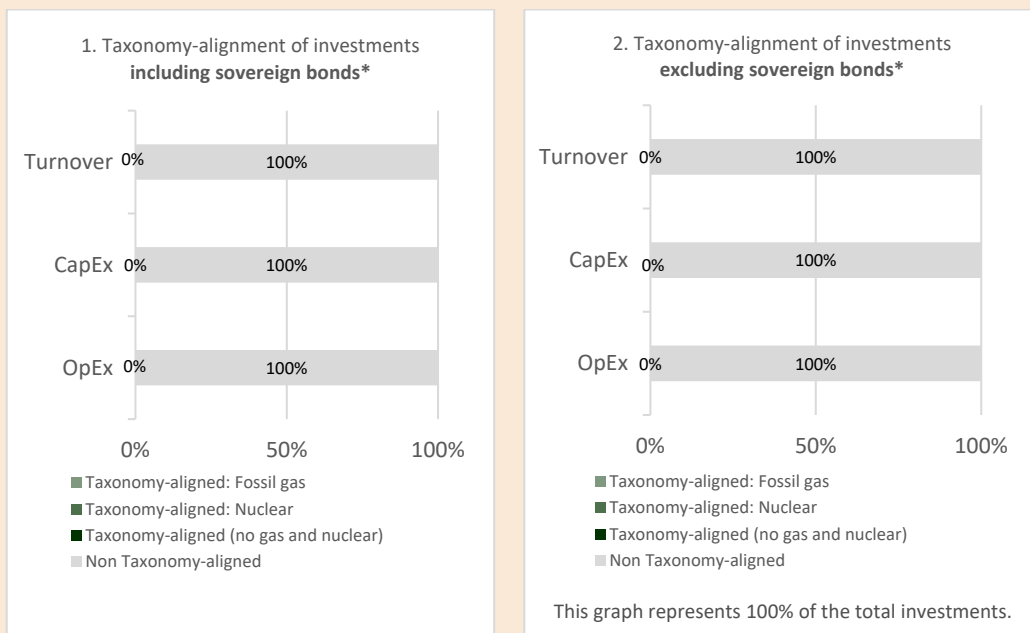 1. Taxonomy-alignment of investments
including sovereign bonds*
Turnover 0% 100%
CapEx 0% 100%
OpEx 0% 100%
0% 50% 100%
Taxonomy-aligned: Fossil gas
Taxonomy-aligned: Nuclear
Taxonomy-aligned (no gas and nuclear)
Non Taxonomy-aligned
2. Taxonomy-alignment of investments
excluding sovereign bonds*
Turnover 0% 100%
CapEx 0% 100%
OpEx 0% 100%
0% 50% 100%
Taxonomy-aligned: Fossil gas
Taxonomy-aligned: Nuclear
Taxonomy-aligned (no gas and nuclear)
Non Taxonomy-aligned
This graph represents 100% of the total investments.